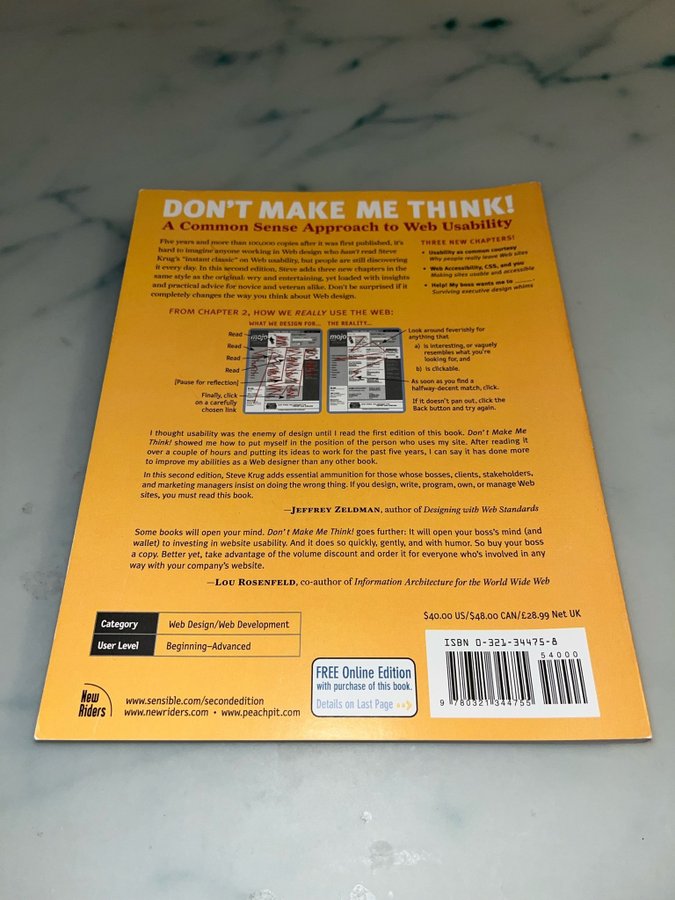 DON'T MAKE ME THINK!
A Common Sense Approach to Web Usability
Five years and more than 100,000 copies after it was first published, it's
hard to imagine anyone working in Web design who hasn't read Steve
Krug's "instant classic" on Web usability, but people are still discovering
it every day. In this second edition, Steve adds three new chapters in the
same style as the original: wry and entertaining, yet loaded with insights
and practical advice for novice and veteran alike. Don't be surprised if it
completely changes the way you think about Web design.
THREE NEW CHAPTERS!
• Usability as common courtesy
Why people really leave Web sites
• Web Accessibility, CSS, and you
Making sites usable and accessible
• Help! My boss wants me to ______.
Surviving executive design whims
FROM CHAPTER 2, HOW WE REALLY USE THE WEB:
WHAT WE DESIGN FOR...
THE REALITY...
Read
Read
Read
Read
[Pause for reflection]
Finally, click
on a carefully
chosen link
mojo
mojo
Look around feverishly for
anything that
a) is interesting, or vaguely
resembles what you're
looking for, and
b) is clickable.
As soon as you find a
halfway-decent match, click.
If it doesn't pan out, click the
Back button and try again.
I thought usability was the enemy of design until I read the first edition of this book. Don't Make Me
Think! showed me how to put myself in the position of the person who uses my site. After reading it
over a couple of hours and putting its ideas to work for the past five years, I can say it has done more
to improve my abilities as a Web designer than any other book.
In this second edition, Steve Krug adds essential ammunition for those whose bosses, clients, stakeholders,
and marketing managers insist on doing the wrong thing. If you design, write, program, own, or manage Web
sites, you must read this book.
—JEFFREY ZELDMAN, author of Designing with Web Standards
Some books will open your mind. Don't Make Me Think! goes further: It will open your boss's mind (and
wallet) to investing in website usability. And it does so quickly, gently, and with humor. So buy your boss
a copy. Better yet, take advantage of the volume discount and order it for everyone who's involved in any
way with your company's website.
—LOU ROSENFELD, co-author of Information Architecture for the World Wide Web
Category Web Design/Web Development
User Level Beginning–Advanced
$40.00 US/$48.00 CAN/£28.99 Net UK
ISBN 0-321-34475-8
54000
9 780321 344755
FREE Online Edition
with purchase of this book.
Details on Last Page
New
Riders
www.sensible.com/secondedition
www.newriders.com • www.peachpit.com